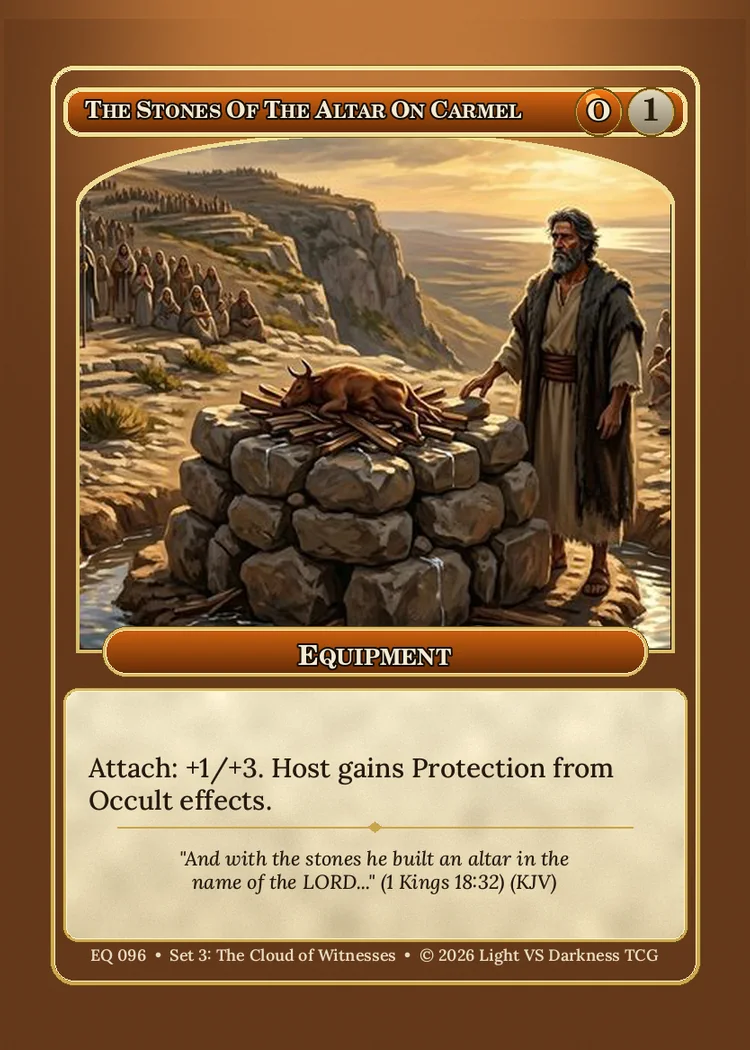 The Stones Of The Altar On Carmel 0 1
Equipment
Attach: +1/+3. Host gains Protection from
Occult effects.
"And with the stones he built an altar in the
name of the LORD..." (1 Kings 18:32) (KJV)
EQ 096 • Set 3: The Cloud of Witnesses • © 2026 Light VS Darkness TCG